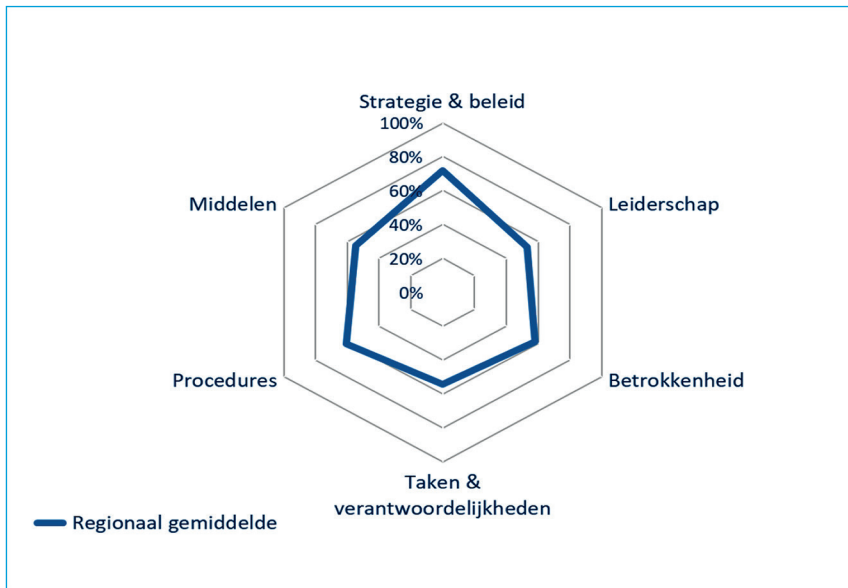 Strategie & beleid
100%
80%
60%
40%
20%
0%
Leiderschap
Betrokkenheid
Taken &
verantwoordelijkheden
Procedures
Middelen
Regionaal gemiddelde